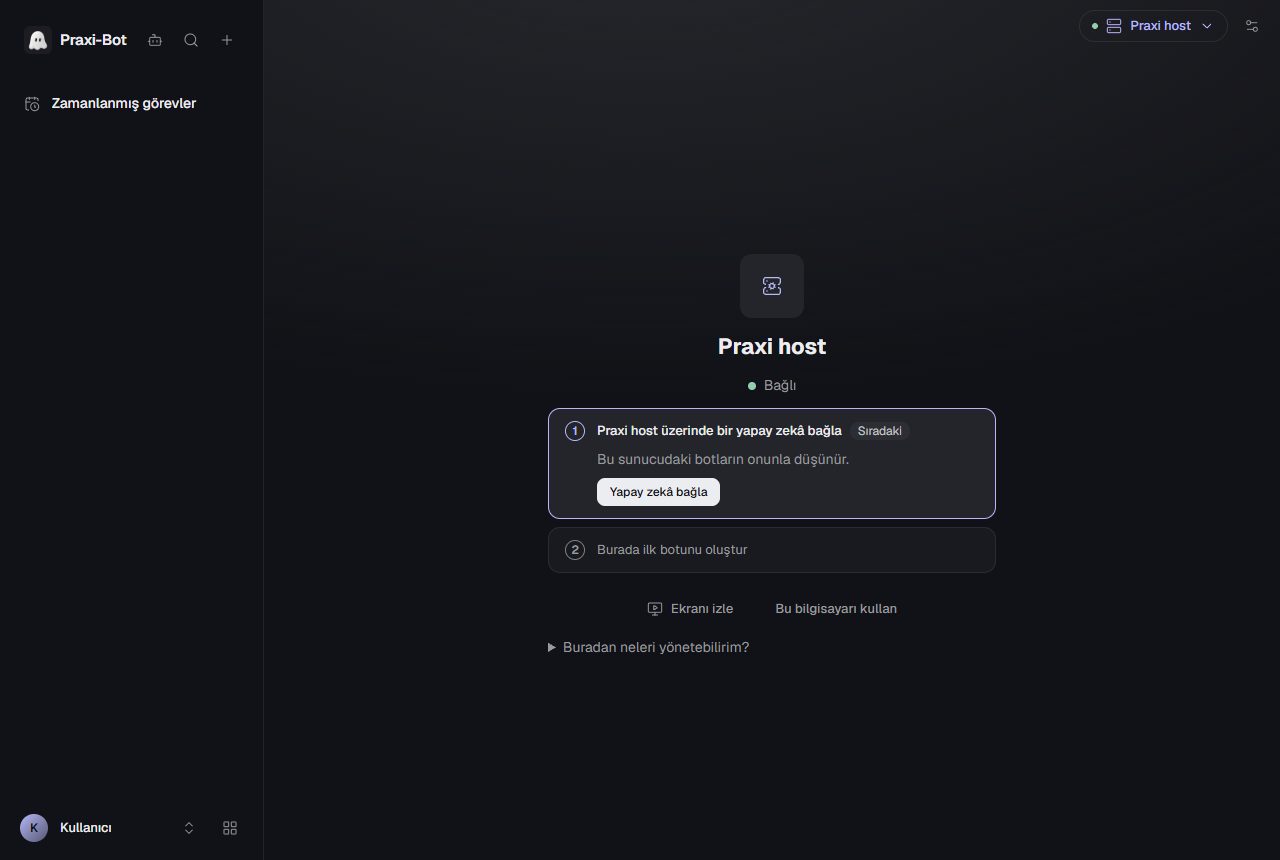 Praxi-Bot
Zamanlanmış görevler
Praxi host
Praxi host
Bağlı
1 Praxi host üzerinde bir yapay zekâ bağla Sıradaki
Bu sunucudaki botların onunla düşünür.
Yapay zekâ bağla
2 Burada ilk botunu oluştur
Ekranı izle Bu bilgisayarı kullan
Buradan neleri yönetebilirim?
K Kullanıcı